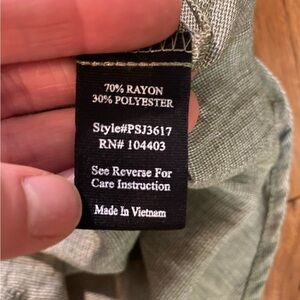 70% RAYON
30% POLYESTER
Style#PSJ3617
RN# 104403
See Reverse For
Care Instruction
Made In Vietnam